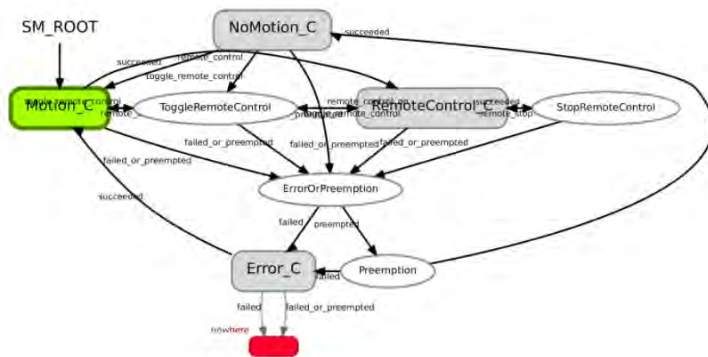 SM_ROOT
NoMotion_C
succeeded
succeeded
remote_control
toggle_remote_control
Motion_C
ToggleRemoteControl
RemoteControl_C
succeeded
remote_stop
StopRemoteControl
failed_or_preempted
failed_or_preempted
failed_or_preempted
failed_or_preempted
ErrorOrPreemption
succeeded
failed
preempted
Error_C
failed
Preemption
failed
failed_or_preempted
nowhere